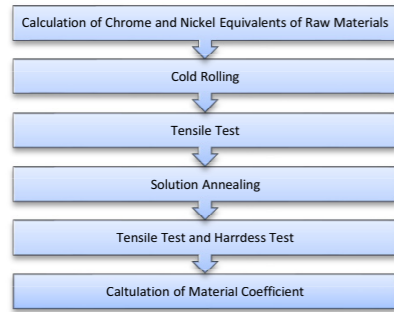 Calculation of Chrome and Nickel Equivalents of Raw Materials
Cold Rolling
Tensile Test
Solution Annealing
Tensile Test and Harrdess Test
Caltulation of Material Coefficient